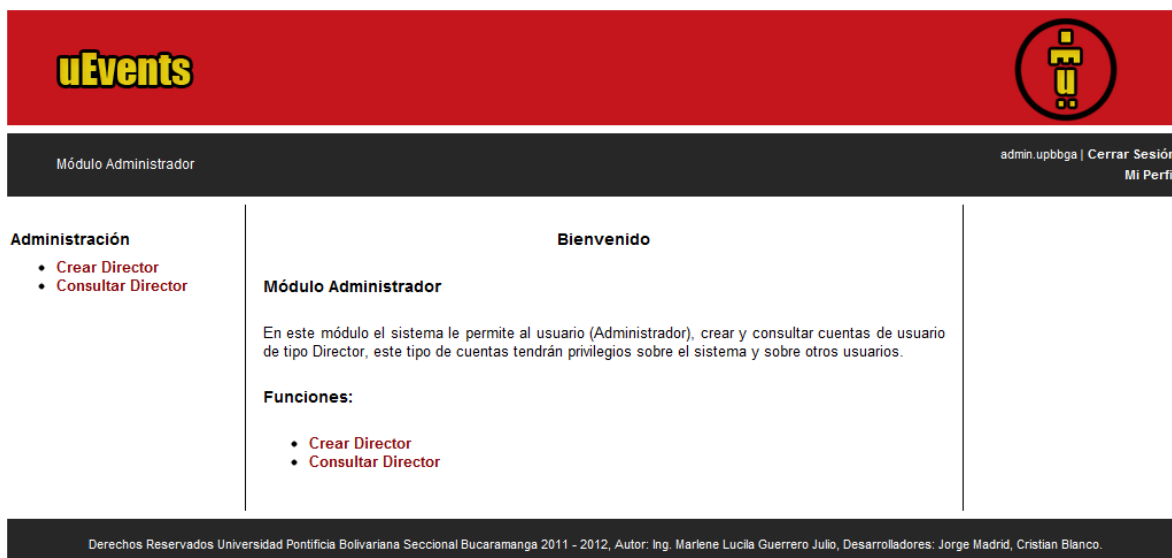 uEvents
Módulo Administrador
admin.upbbga | Cerrar Sesión
Mi Perfi
Administración
Crear Director
Consultar Director
Bienvenido
Módulo Administrador
En este módulo el sistema le permite al usuario (Administrador), crear y consultar cuentas de usuario
de tipo Director, este tipo de cuentas tendrán privilegios sobre el sistema y sobre otros usuarios.
Funciones:
Crear Director
Consultar Director
Derechos Reservados Universidad Pontificia Bolivariana Seccional Bucaramanga 2011 - 2012, Autor: Ing. Marlene Lucila Guerrero Julio, Desarrolladores: Jorge Madrid, Cristian Blanco.